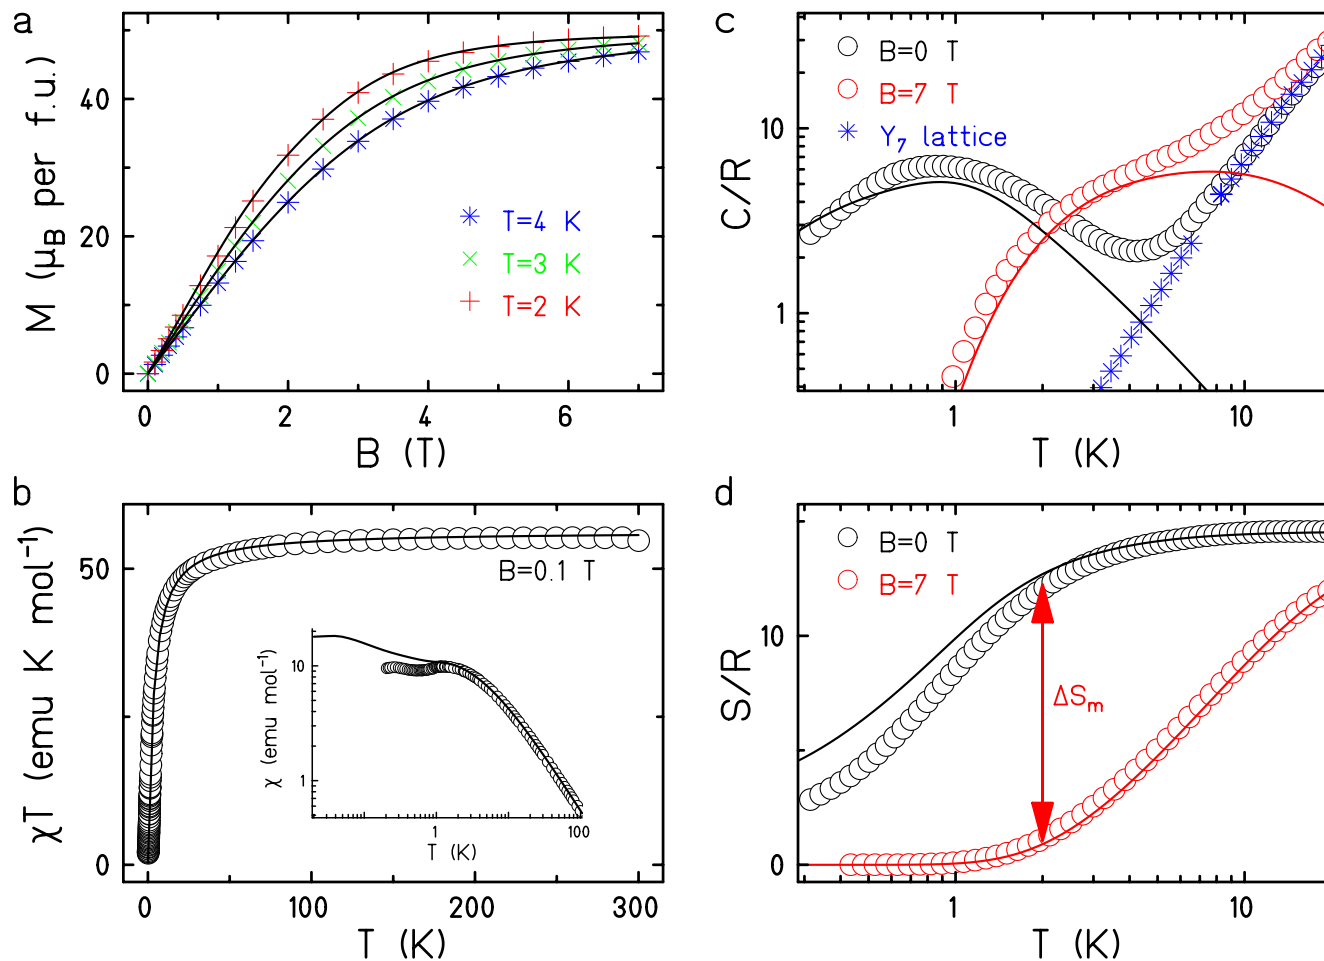 a
M (μB per f.u.)
40
20
0
T=4 K
T=3 K
T=2 K
0 2 4 6
B (T)
b
χT (emu K mol⁻¹)
50
0
B=0.1 T
χ (emu mol⁻¹)
10
1
1 100
T (K)
0 100 200 300
T (K)
c
C/R
10
1
B=0 T
B=7 T
Y₇ lattice
1 10
T (K)
d
S/R
10
0
B=0 T
B=7 T
ΔSm
1 10
T (K)